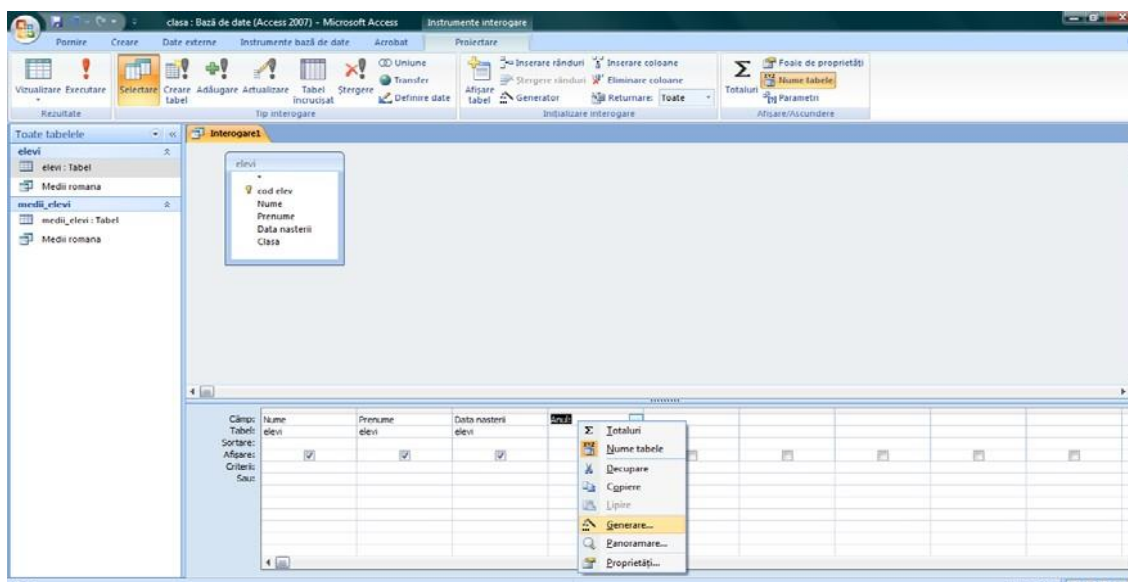 clasa : Bază de date (Access 2007) - Microsoft Access Instrumente interogare
Pornire Creare Date externe Instrumente bază de date Acrobat Proiectare
Vizualizare Executare Selectare Creare tabel Adăugare Actualizare Tabel încrucișat Ștergere
Uniune
Transfer
Definire date
Afișare tabel
Inserare rânduri
Ștergere rânduri
Generator
Inserare coloane
Eliminare coloane
Returnare: Toate
Totaluri
Foaie de proprietăți
Nume tabele
Parametri
Rezultate Tip interogare Inițializare interogare Afișare/Ascundere
Toate tabelele
elevi
elevi : Tabel
Medii romana
medii_elevi
medii_elevi : Tabel
Medii romana
Interogare1
elevi
*
cod elev
Nume
Prenume
Data nasterii
Clasa
Câmp: Nume Prenume Data nasterii
Tabel: elevi elevi elevi
Sortare:
Afișare:
Criterii:
Sau:
Totaluri
Nume tabele
Decupare
Copiere
Lipire
Generare...
Panoramare...
Proprietăți...